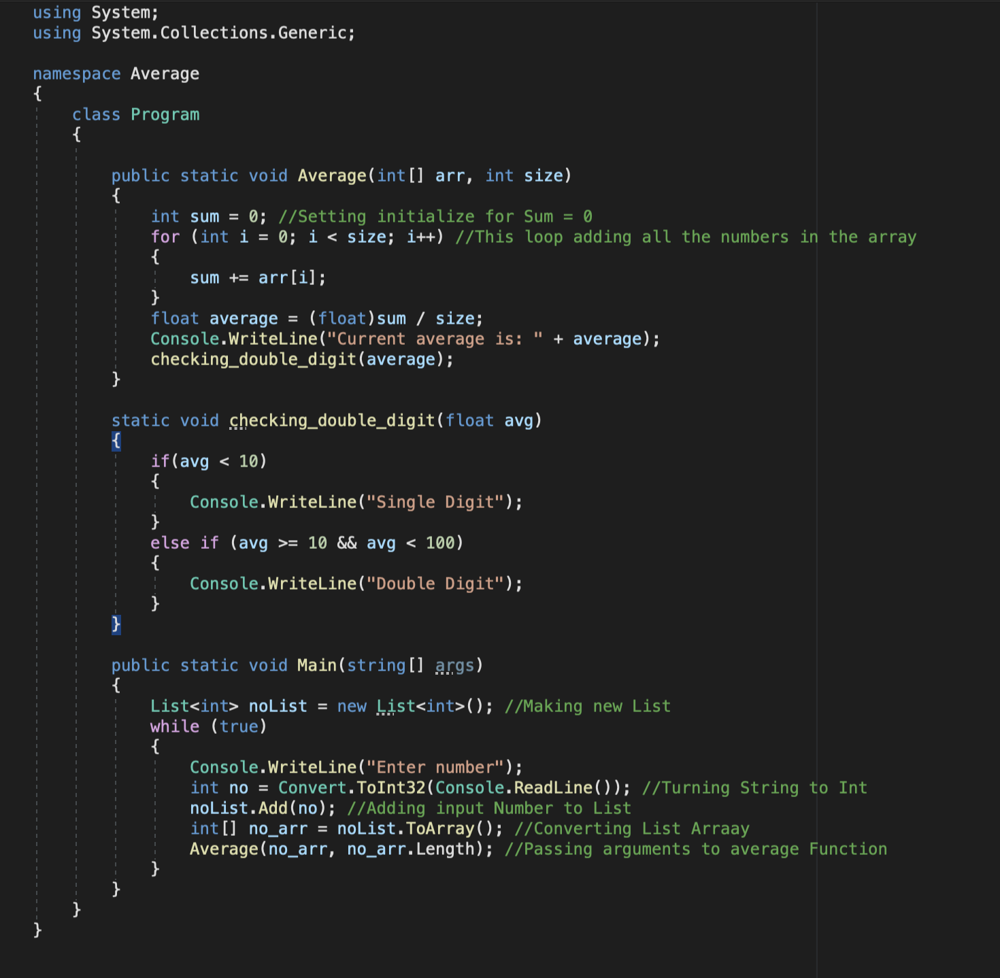 using System;
using System.Collections.Generic;

namespace Average
{
    class Program
    {

        public static void Average(int[] arr, int size)
        {
            int sum = 0; //Setting initialize for Sum = 0
            for (int i = 0; i < size; i++) //This loop adding all the numbers in the array
            {
                sum += arr[i];
            }
            float average = (float)sum / size;
            Console.WriteLine("Current average is: " + average);
            checking_double_digit(average);
        }

        static void checking_double_digit(float avg)
        {
            if(avg < 10)
            {
                Console.WriteLine("Single Digit");
            }
            else if (avg >= 10 && avg < 100)
            {
                Console.WriteLine("Double Digit");
            }
        }

        public static void Main(string[] args)
        {
            List<int> noList = new List<int>(); //Making new List
            while (true)
            {
                Console.WriteLine("Enter number");
                int no = Convert.ToInt32(Console.ReadLine()); //Turning String to Int
                noList.Add(no); //Adding input Number to List
                int[] no_arr = noList.ToArray(); //Converting List Arraay
                Average(no_arr, no_arr.Length); //Passing arguments to average Function
            }
        }
    }
}